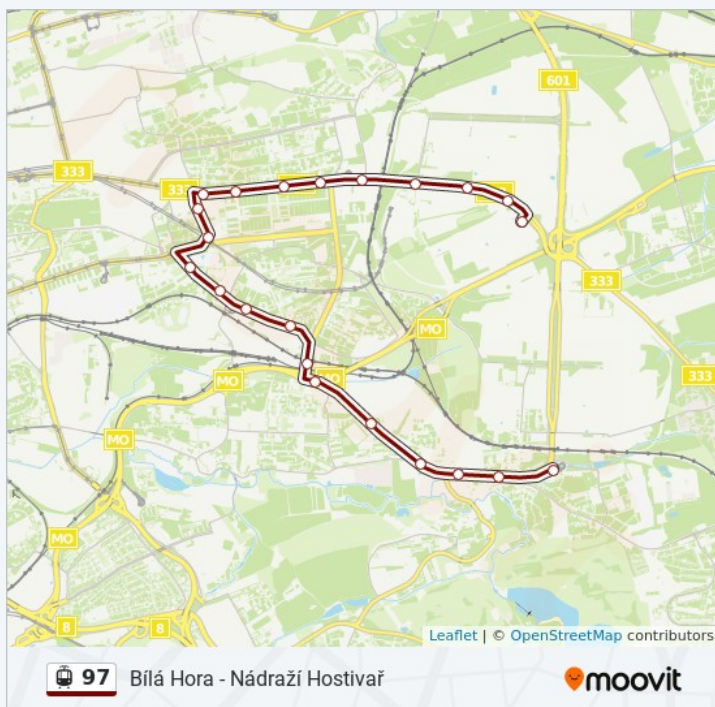 601
333
333
MO
333
MO
333
MO
MO
MO
8
8
Leaflet | © OpenStreetMap contributors
97 Bílá Hora - Nádraží Hostivař moovit